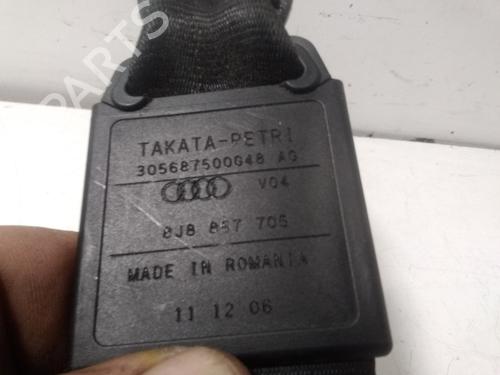 TAKATA-PETRI
305687500048 AG
V04
8J8 857 705
MADE IN ROMANIA
11 12 06
PARTS